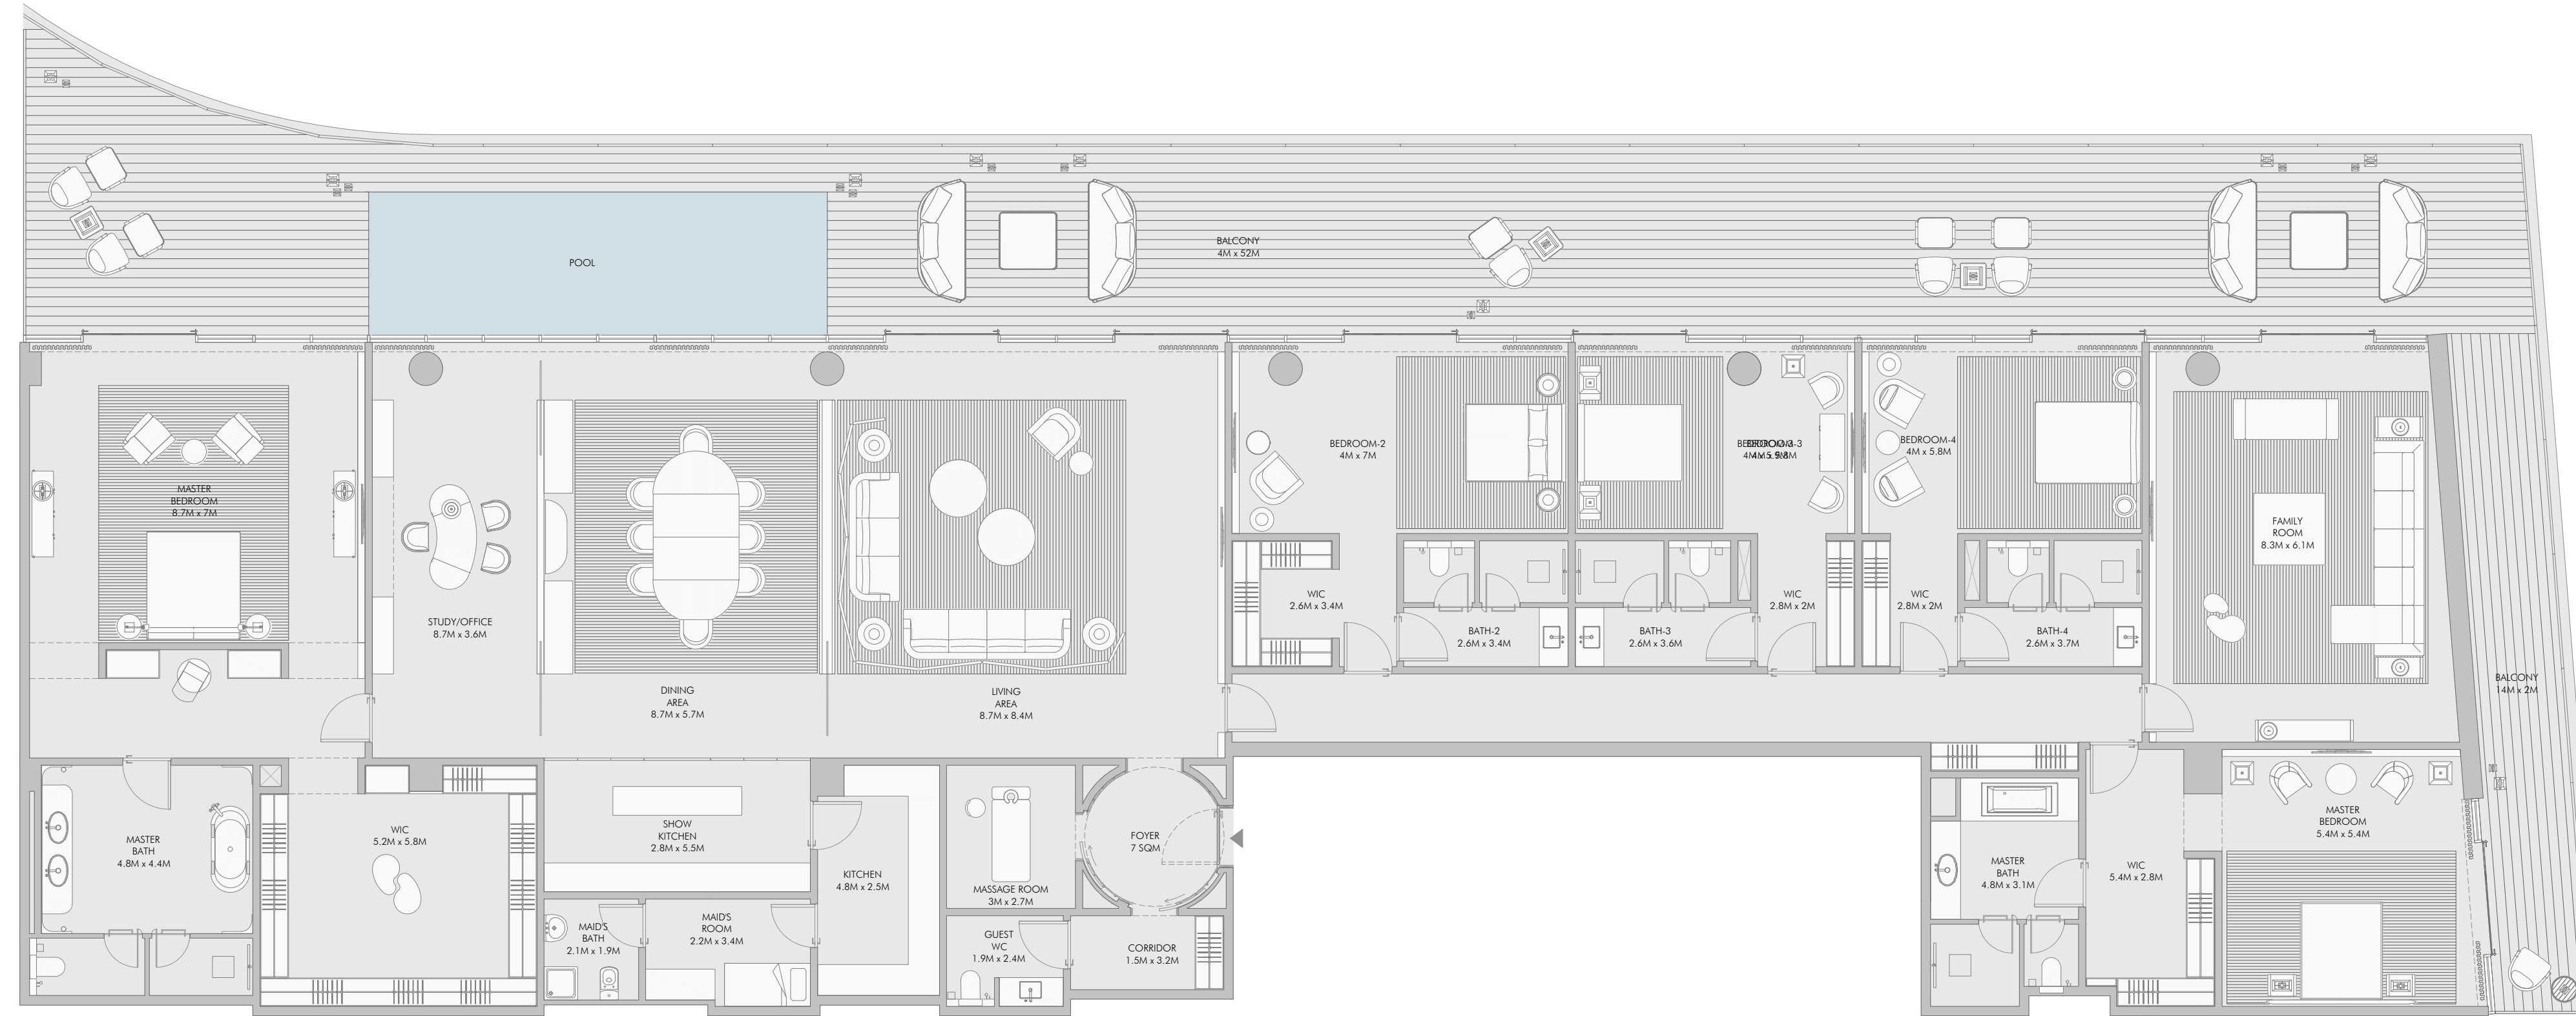 POOL
BALCONY
4M x 52M
MASTER
BEDROOM
8.7M x 7M
STUDY/OFFICE
8.7M x 3.6M
DINING
AREA
8.7M x 5.7M
LIVING
AREA
8.7M x 8.4M
BEDROOM-2
4M x 7M
BEDROOM-3
BEDROOM-4
4M x 5.8M
FAMILY
ROOM
8.3M x 6.1M
WIC
2.6M x 3.4M
BATH-2
2.6M x 3.4M
BATH-3
2.6M x 3.6M
WIC
2.8M x 2M
WIC
2.8M x 2M
BATH-4
2.6M x 3.7M
BALCONY
14M x 2M
MASTER
BATH
4.8M x 4.4M
WIC
5.2M x 5.8M
SHOW
KITCHEN
2.8M x 5.5M
KITCHEN
4.8M x 2.5M
MAID'S
BATH
2.1M x 1.9M
MAID'S
ROOM
2.2M x 3.4M
MASSAGE ROOM
3M x 2.7M
FOYER
7 SQM
GUEST
WC
1.9M x 2.4M
CORRIDOR
1.5M x 3.2M
MASTER
BATH
4.8M x 3.1M
WIC
5.4M x 2.8M
MASTER
BEDROOM
5.4M x 5.4M